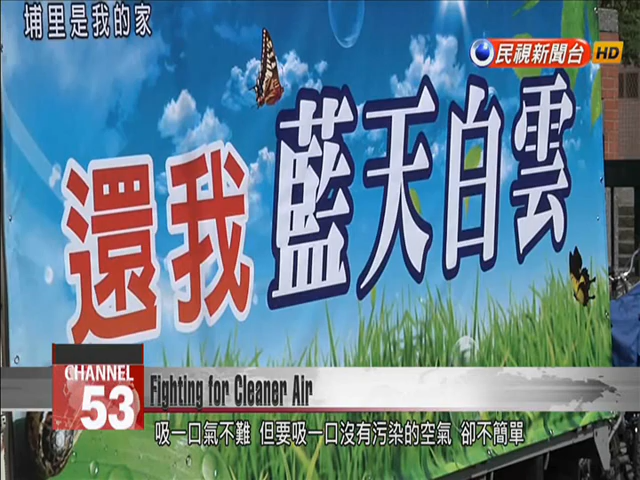 埔里是我的家
民視新聞台 HD
還我藍天白雲
CHANNEL
53
Fighting for Cleaner Air
吸一口氣不難 但要吸一口沒有污染的空氣 卻不簡單